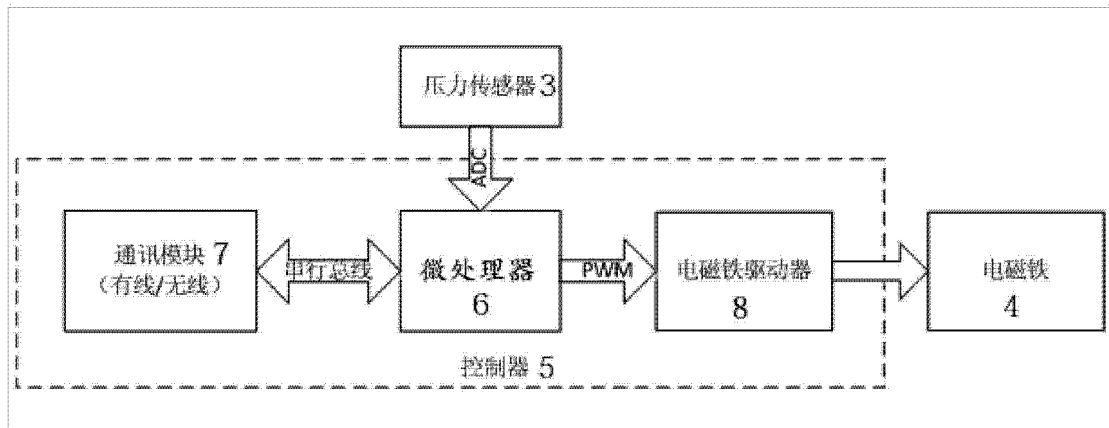 压力传感器3
ADC
通讯模块7
（有线/无线）
串行总线
微处理器
6
PWM
电磁铁驱动器
8
电磁铁
4
控制器5